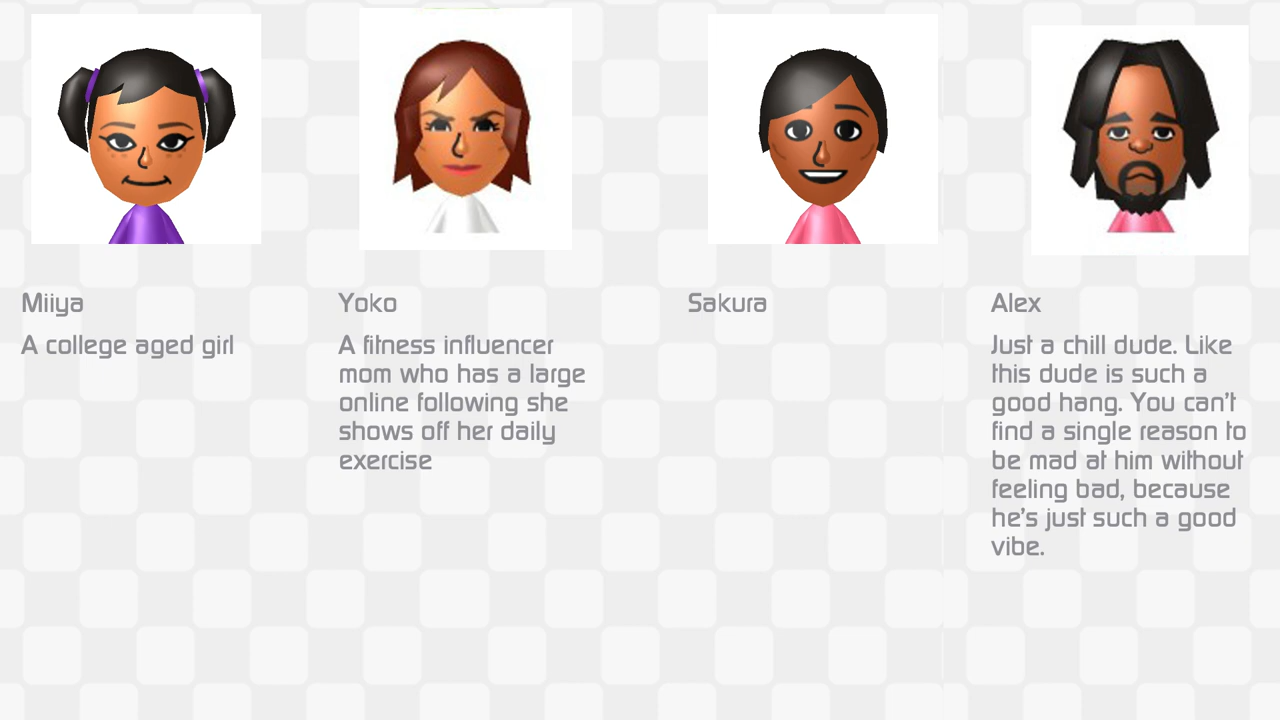 Miiya
A college aged girl
Yoko
A fitness influencer
mom who has a large
online following she
shows off her daily
exercise
Sakura
Alex
Just a chill dude. Like
this dude is such a
good hang. You can't
find a single reason to
be mad at him without
feeling bad, because
he's just such a good
vibe.